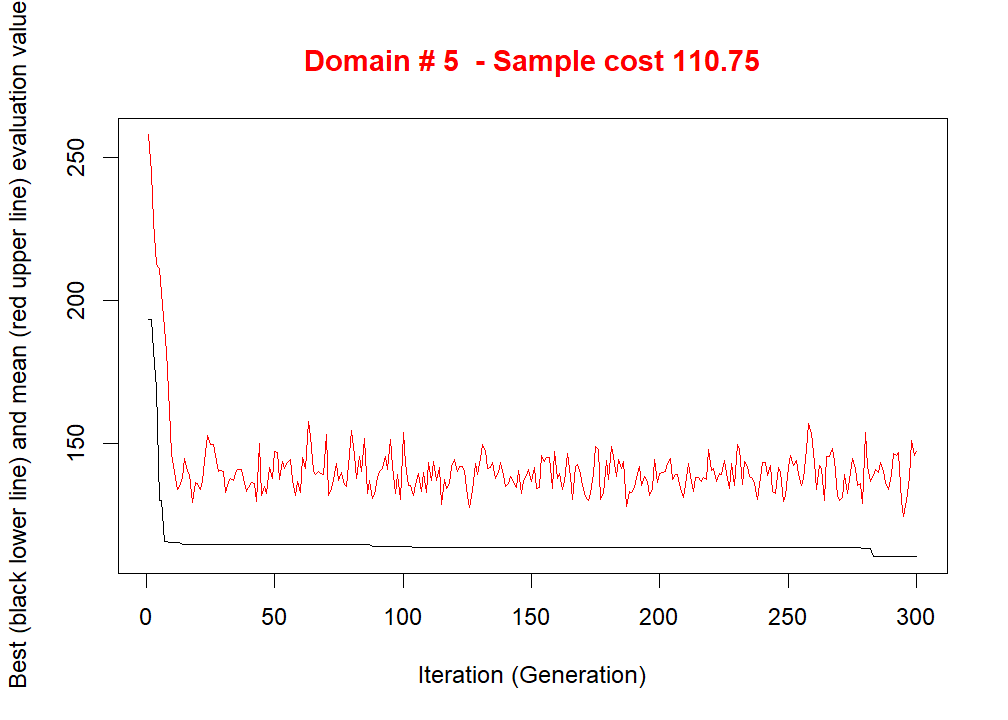 Domain # 5  - Sample cost 110.75
Best (black lower line) and mean (red upper line) evaluation value
250
200
150
0 50 100 150 200 250 300
Iteration (Generation)